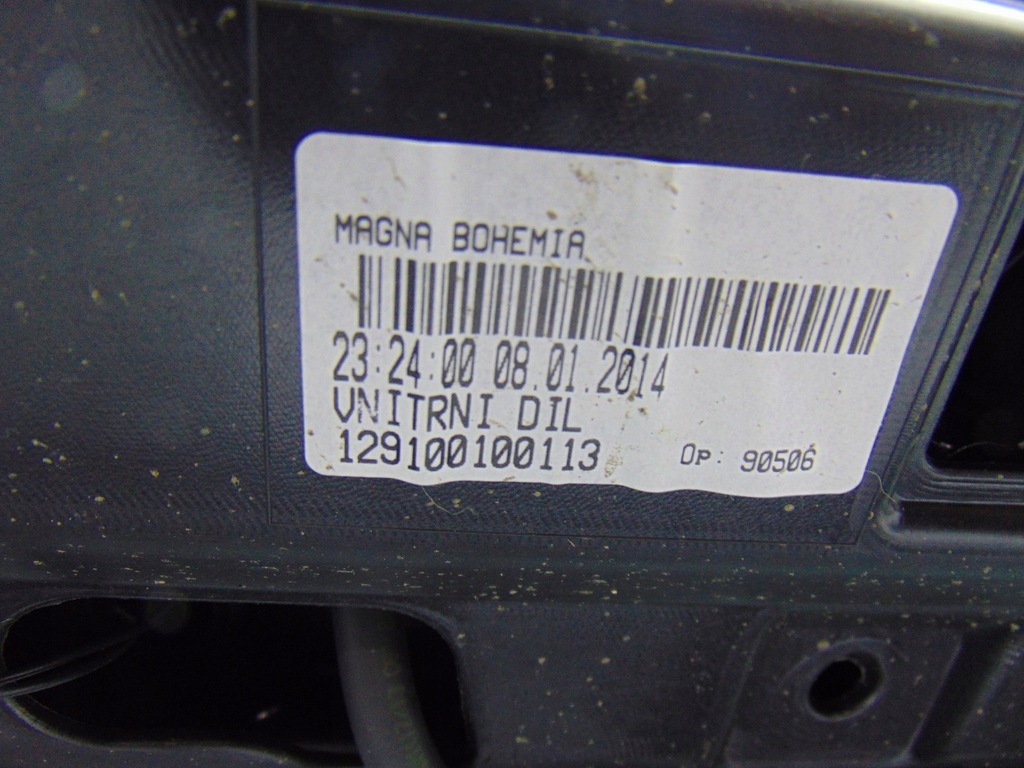 MAGNA BOHEMIA
23:24:00 08.01.2014
VNITRNI DIL
129100100113 Op: 90506